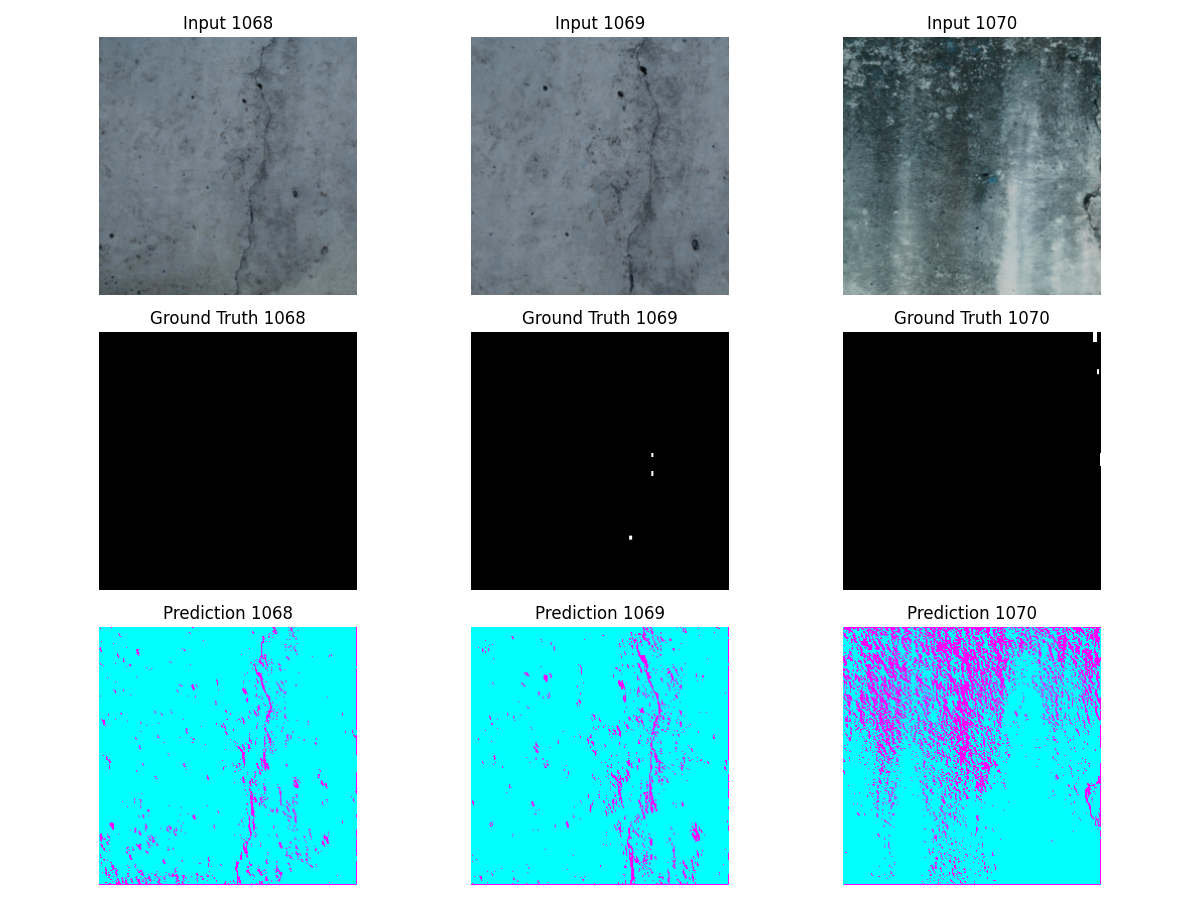 Input 1068
Input 1069
Input 1070
Ground Truth 1068
Ground Truth 1069
Ground Truth 1070
Prediction 1068
Prediction 1069
Prediction 1070